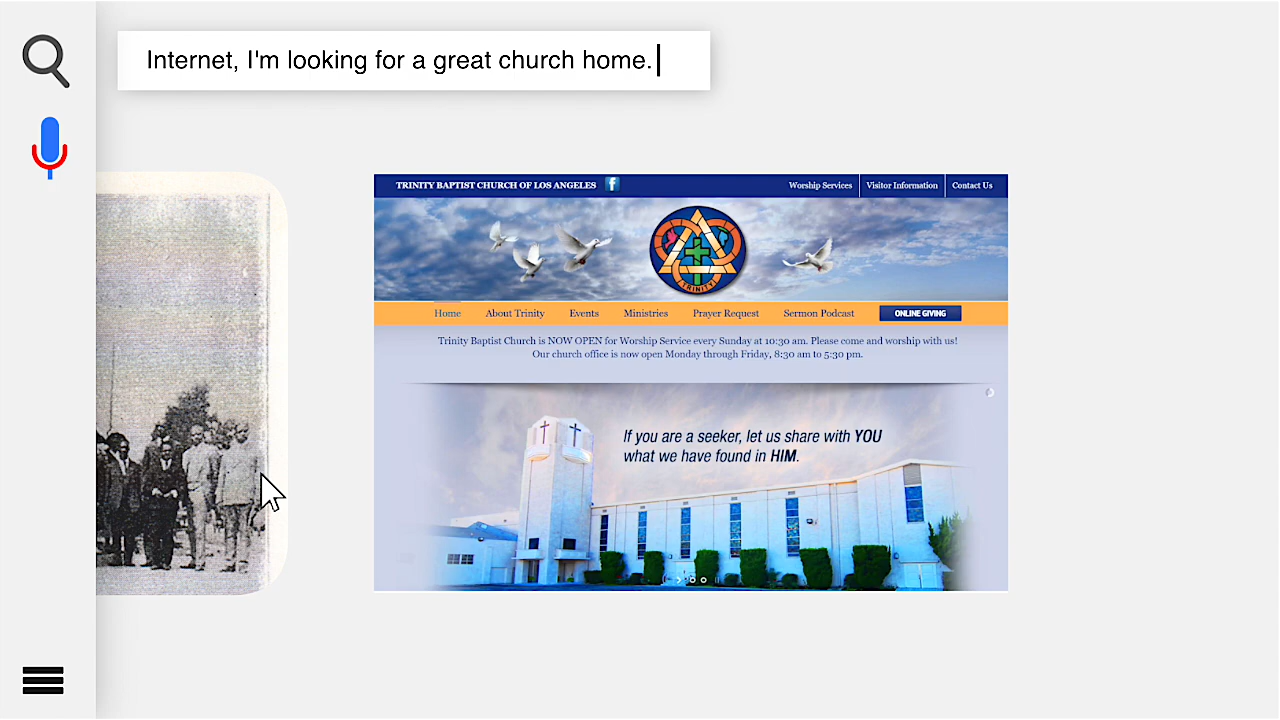 Internet, I'm looking for a great church home.
TRINITY BAPTIST CHURCH OF LOS ANGELES f Worship Services Visitor Information Contact Us
TRINITY
Home About Trinity Events Ministries Prayer Request Sermon Podcast ONLINE GIVING
Trinity Baptist Church is NOW OPEN for Worship Service every Sunday at 10:30 am. Please come and worship with us!
Our church office is now open Monday through Friday, 8:30 am to 5:30 pm.
If you are a seeker, let us share with YOU
what we have found in HIM.